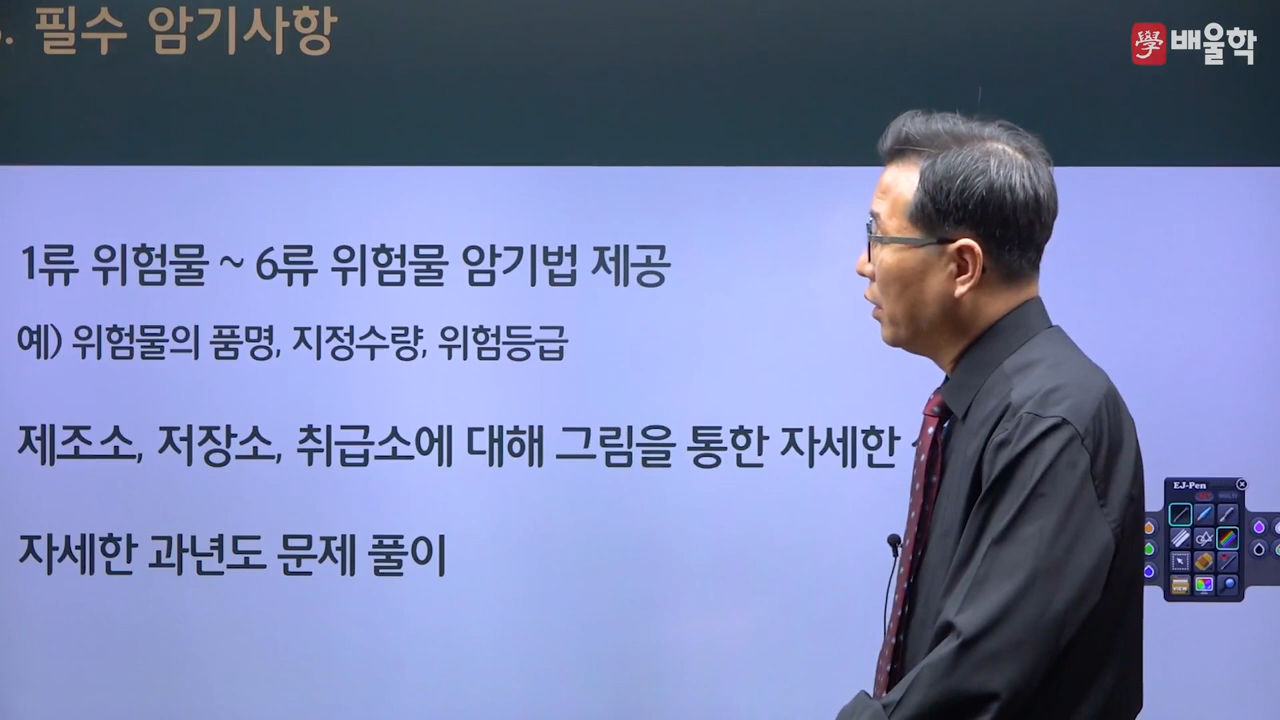 . 필수 암기사항
學 배울학
1류 위험물 ~ 6류 위험물 암기법 제공
예) 위험물의 품명, 지정수량, 위험등급
제조소, 저장소, 취급소에 대해 그림을 통한 자세한
자세한 과년도 문제 풀이
EJ-Pen
VIEW